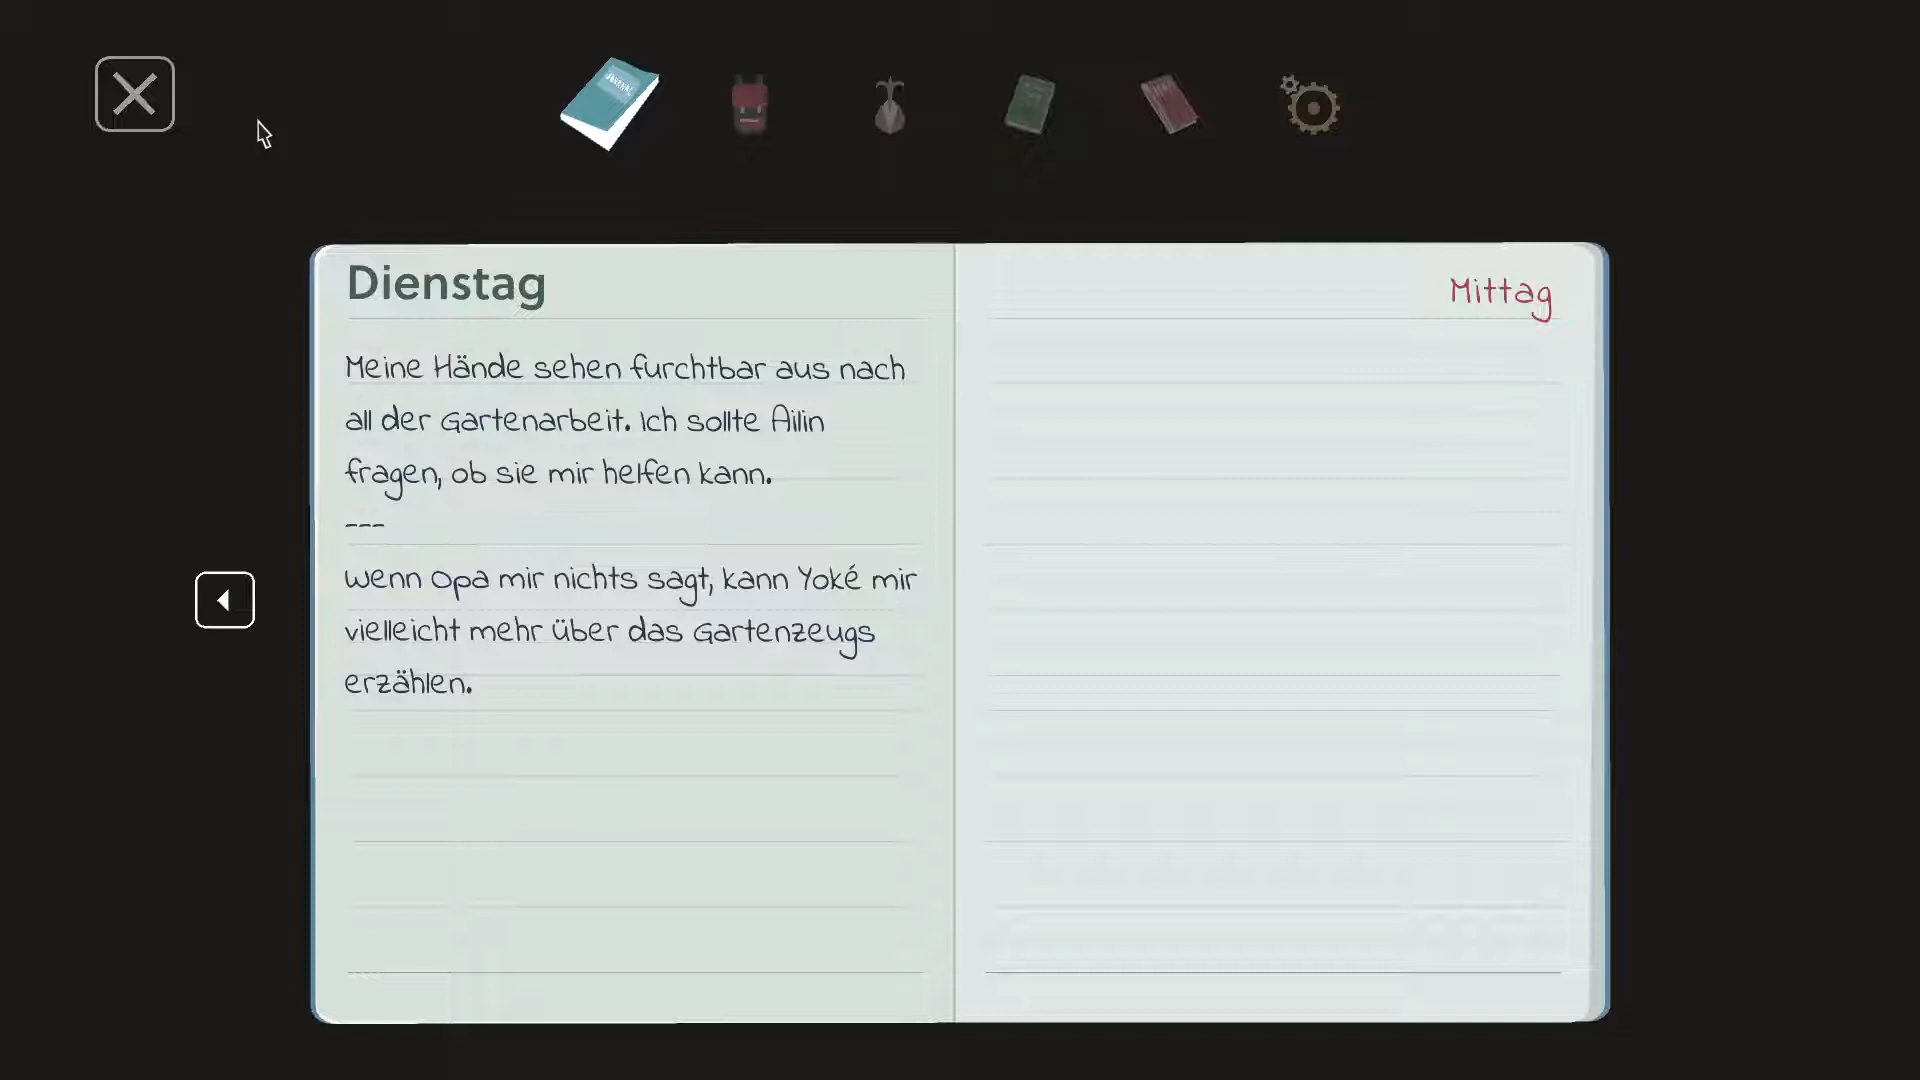 JOURNAL
Dienstag
Mittag
Meine Hände sehen furchtbar aus nach
all der Gartenarbeit. Ich sollte Ailin
fragen, ob sie mir helfen kann.
---
Wenn Opa mir nichts sagt, kann Yoké mir
vielleicht mehr über das Gartenzeugs
erzählen.